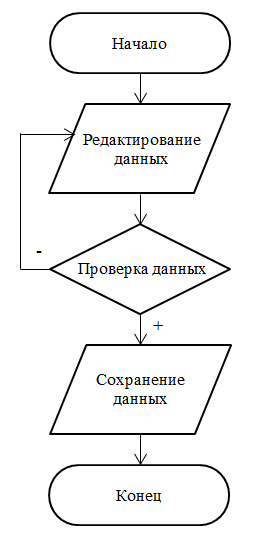 Начало
Редактирование
данных
-
Проверка данных
+
Сохранение
данных
Конец